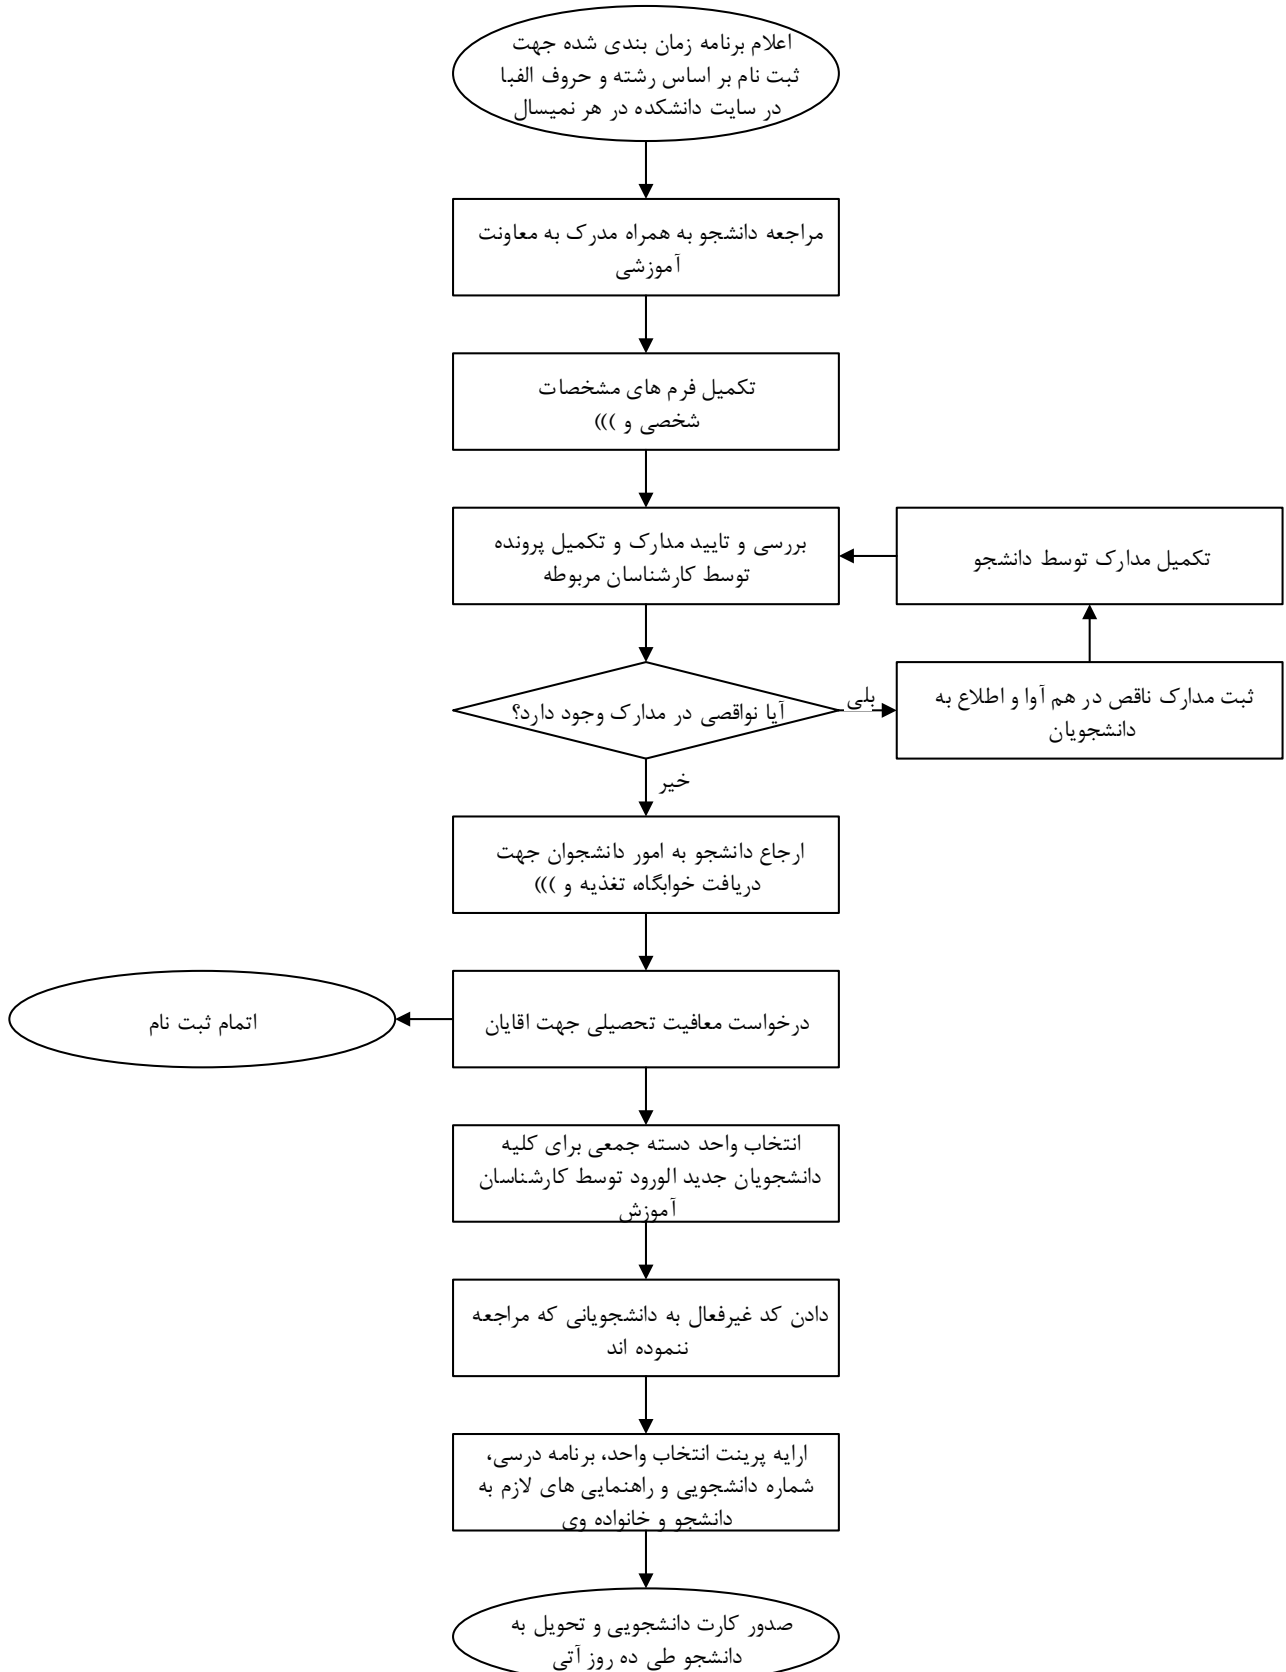 اعلام برنامه زمان بندی شده جهت
ثبت نام بر اساس رشته و حروف الفبا
در سایت دانشکده در هر نمیسال
مراجعه دانشجو به همراه مدرک به معاونت
آموزشی
تکمیل فرم های مشخصات
شخصی و )))
بررسی و تایید مدارک و تکمیل پرونده
توسط کارشناسان مربوطه
تکمیل مدارک توسط دانشجو
آیا نواقصی در مدارک وجود دارد؟
بلی
ثبت مدارک ناقص در هم آوا و اطلاع به
دانشجویان
خیر
ارجاع دانشجو به امور دانشجوان جهت
دریافت خوابگاه، تغذیه و )))
درخواست معافیت تحصیلی جهت اقایان
اتمام ثبت نام
انتخاب واحد دسته جمعی برای کلیه
دانشجویان جدید الورود توسط کارشناسان
آموزش
دادن کد غیرفعال به دانشجویانی که مراجعه
ننموده اند
ارایه پرینت انتخاب واحد، برنامه درسی،
شماره دانشجویی و راهنمایی های لازم به
دانشجو و خانواده وی
صدور کارت دانشجویی و تحویل به
دانشجو طی ده روز آتی